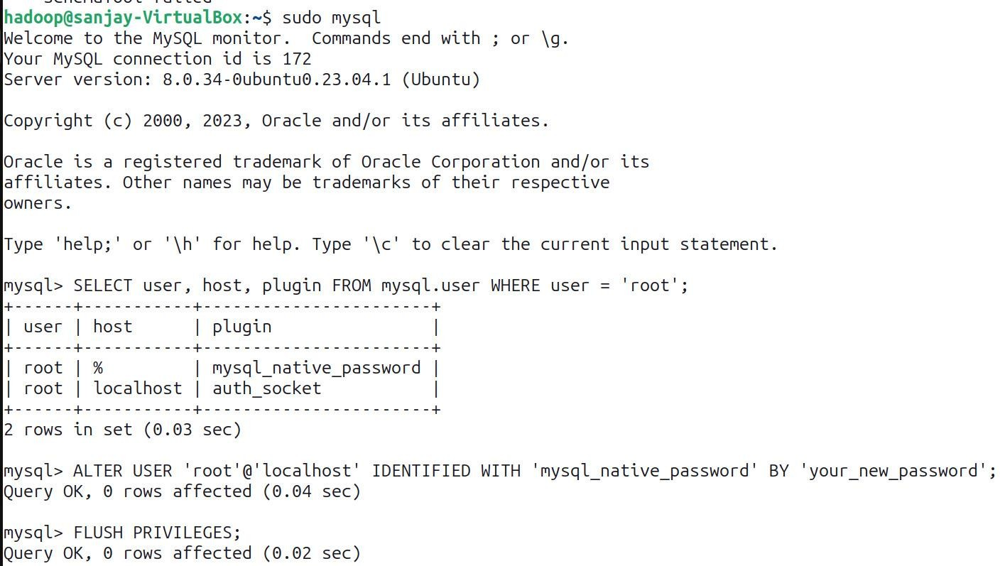 schemaTool failed
hadoop@sanjay-VirtualBox:~$ sudo mysql
Welcome to the MySQL monitor.  Commands end with ; or \g.
Your MySQL connection id is 172
Server version: 8.0.34-0ubuntu0.23.04.1 (Ubuntu)
Copyright (c) 2000, 2023, Oracle and/or its affiliates.
Oracle is a registered trademark of Oracle Corporation and/or its
affiliates. Other names may be trademarks of their respective
owners.
Type 'help;' or '\h' for help. Type '\c' to clear the current input statement.
mysql> SELECT user, host, plugin FROM mysql.user WHERE user = 'root';
+------+-----------+-----------------------+
| user | host      | plugin                |
+------+-----------+-----------------------+
| root | %         | mysql_native_password |
| root | localhost | auth_socket           |
+------+-----------+-----------------------+
2 rows in set (0.03 sec)
mysql> ALTER USER 'root'@'localhost' IDENTIFIED WITH 'mysql_native_password' BY 'your_new_password';
Query OK, 0 rows affected (0.04 sec)
mysql> FLUSH PRIVILEGES;
Query OK, 0 rows affected (0.02 sec)